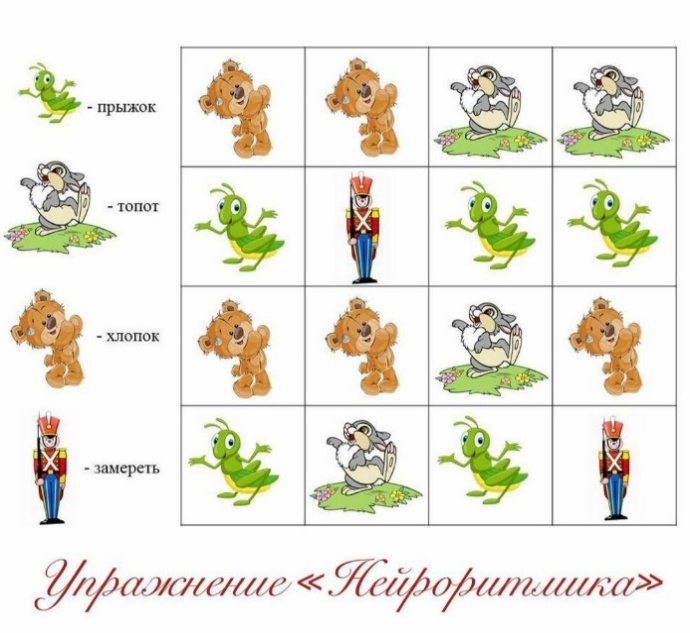 - прыжок
- топот
- хлопок
- замереть
Упражнение «Нейроритмика»